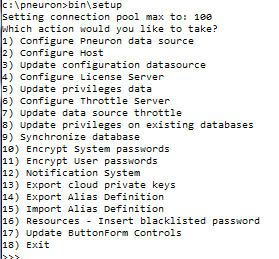 c:\pneuron>bin\setup
Setting connection pool max to: 100
Which action would you like to take?
1) Configure Pneuron data source
2) Configure Host
3) Update configuration datasource
4) Configure License Server
5) Update privileges data
6) Configure Throttle Server
7) Update data source throttle
8) Update privileges on existing databases
9) Synchronize database
10) Encrypt System passwords
11) Encrypt User passwords
12) Notification System
13) Export cloud private keys
14) Export Alias Definition
15) Import Alias Definition
16) Resources - Insert blacklisted password
17) Update ButtonForm Controls
18) Exit
>>>